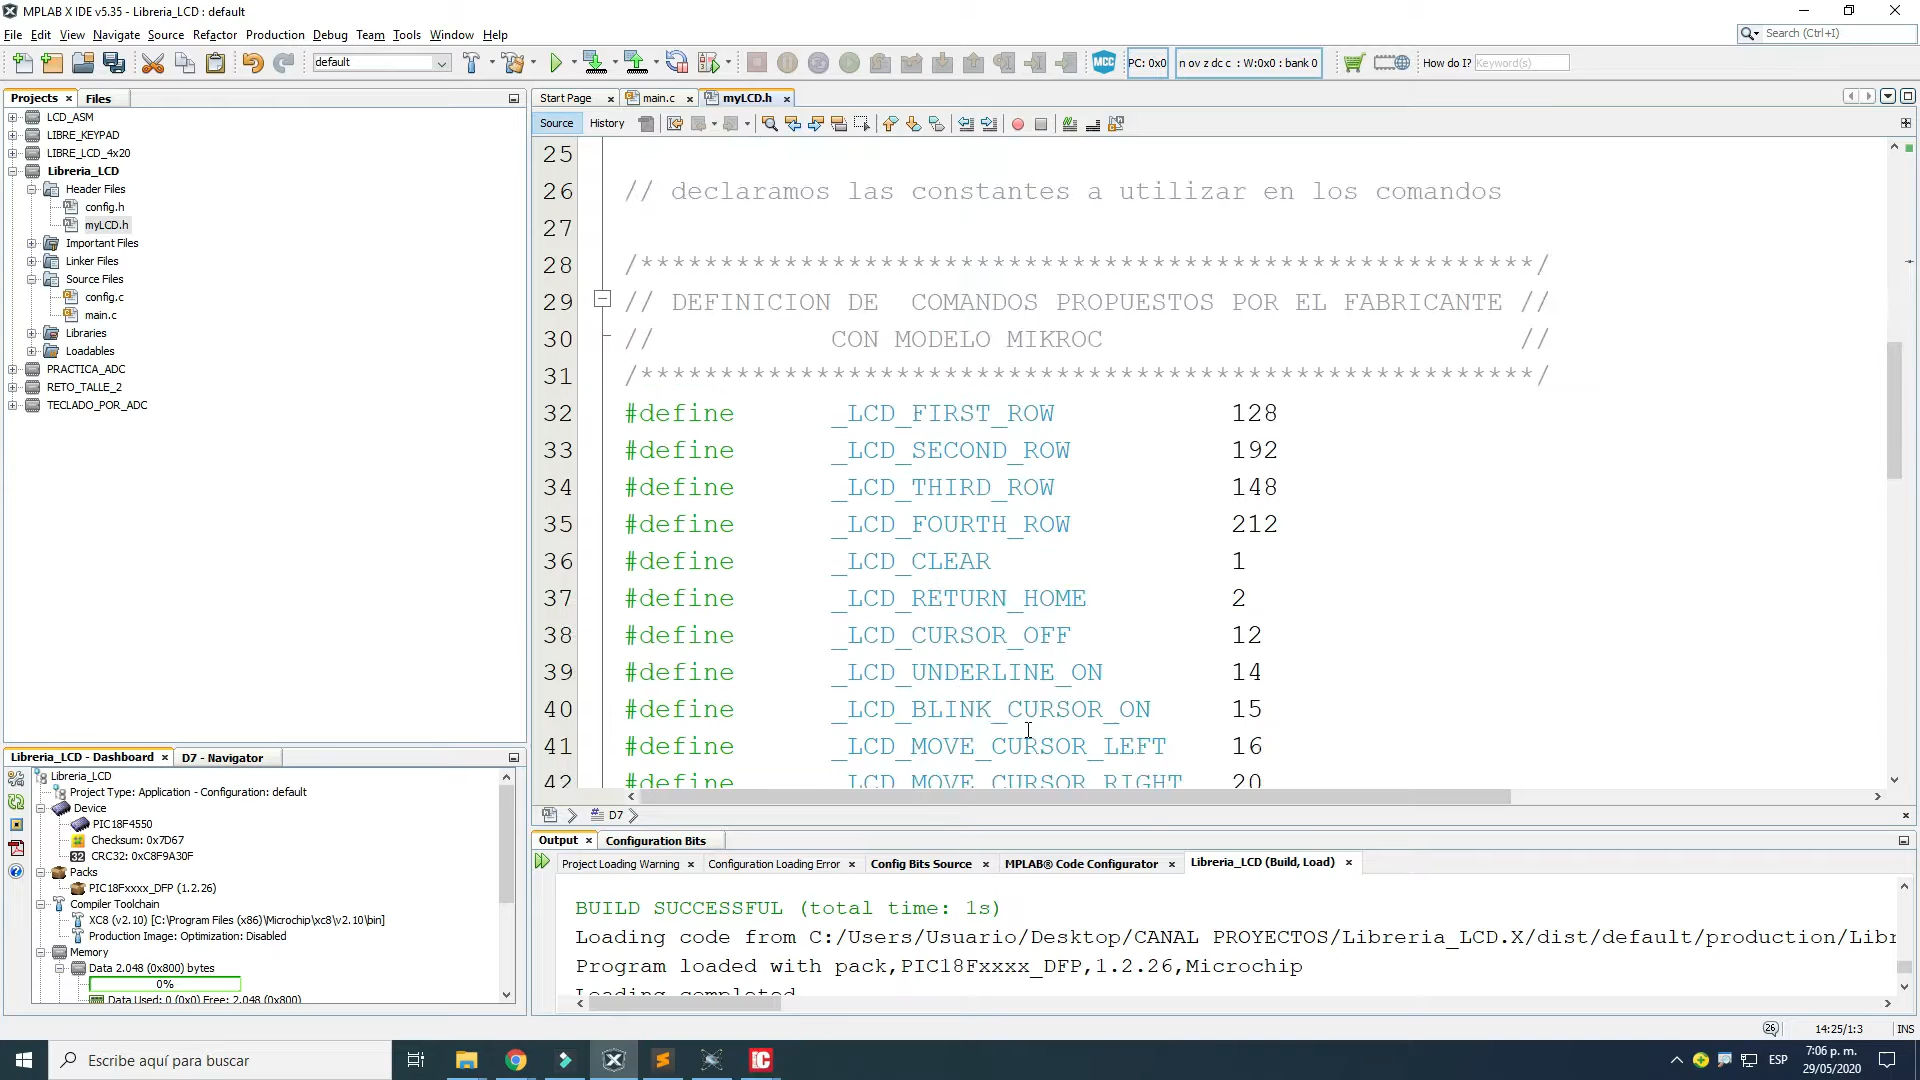 MPLAB X IDE v5.35 - Libreria_LCD : default
File Edit View Navigate Source Refactor Production Debug Team Tools Window Help
Search (Ctrl+I)
default
MCC
PC: 0x0
n ov z dc c : W:0x0 : bank 0
How do I? Keyword(s)
Projects Files
LCD_ASM
LIBRE_KEYPAD
LIBRE_LCD_4x20
Libreria_LCD
Header Files
config.h
myLCD.h
Important Files
Linker Files
Source Files
config.c
main.c
Libraries
Loadables
PRACTICA_ADC
RETO_TALLE_2
TECLADO_POR_ADC
Start Page main.c myLCD.h
Source History
25
26 // declaramos las constantes a utilizar en los comandos
27
28 /********************************************************/
29 // DEFINICION DE  COMANDOS PROPUESTOS POR EL FABRICANTE //
30 // CON MODELO MIKROC //
31 /********************************************************/
32 #define _LCD_FIRST_ROW 128
33 #define _LCD_SECOND_ROW 192
34 #define _LCD_THIRD_ROW 148
35 #define _LCD_FOURTH_ROW 212
36 #define _LCD_CLEAR 1
37 #define _LCD_RETURN_HOME 2
38 #define _LCD_CURSOR_OFF 12
39 #define _LCD_UNDERLINE_ON 14
40 #define _LCD_BLINK_CURSOR_ON 15
41 #define _LCD_MOVE_CURSOR_LEFT 16
42 #define _LCD_MOVE_CURSOR_RIGHT 20
D7
Libreria_LCD - Dashboard D7 - Navigator
Libreria_LCD
Project Type: Application - Configuration: default
Device
PIC18F4550
Checksum: 0x7D67
32 CRC32: 0xC8F9A30F
Packs
PIC18Fxxxx_DFP (1.2.26)
Compiler Toolchain
XC8 (v2.10) [C:\Program Files (x86)\Microchip\xc8\v2.10\bin]
Production Image: Optimization: Disabled
Memory
Data 2.048 (0x800) bytes
0%
Data Used: 0 (0x0) Free: 2.048 (0x800)
Output Configuration Bits
Project Loading Warning Configuration Loading Error Config Bits Source MPLAB® Code Configurator Libreria_LCD (Build, Load)
BUILD SUCCESSFUL (total time: 1s)
Loading code from C:/Users/Usuario/Desktop/CANAL PROYECTOS/Libreria_LCD.X/dist/default/production/Libr
Program loaded with pack,PIC18Fxxxx_DFP,1.2.26,Microchip
Loading completed
26 14:25/1:3 INS
Escribe aquí para buscar
IC
ESP
7:06 p. m.
29/05/2020